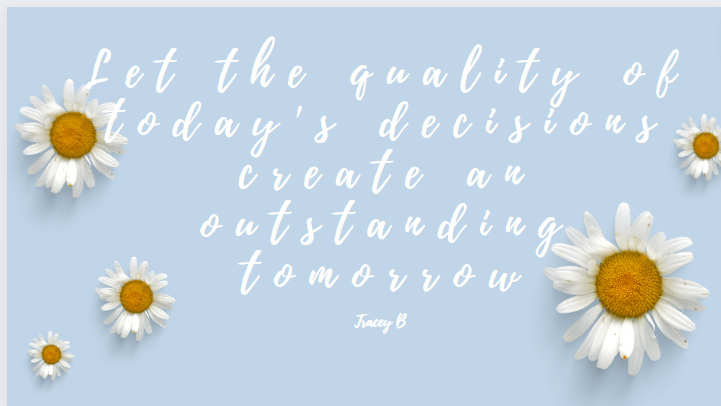 Let the quality of
today's decisions
create an
outstanding
tomorrow
Tracey B